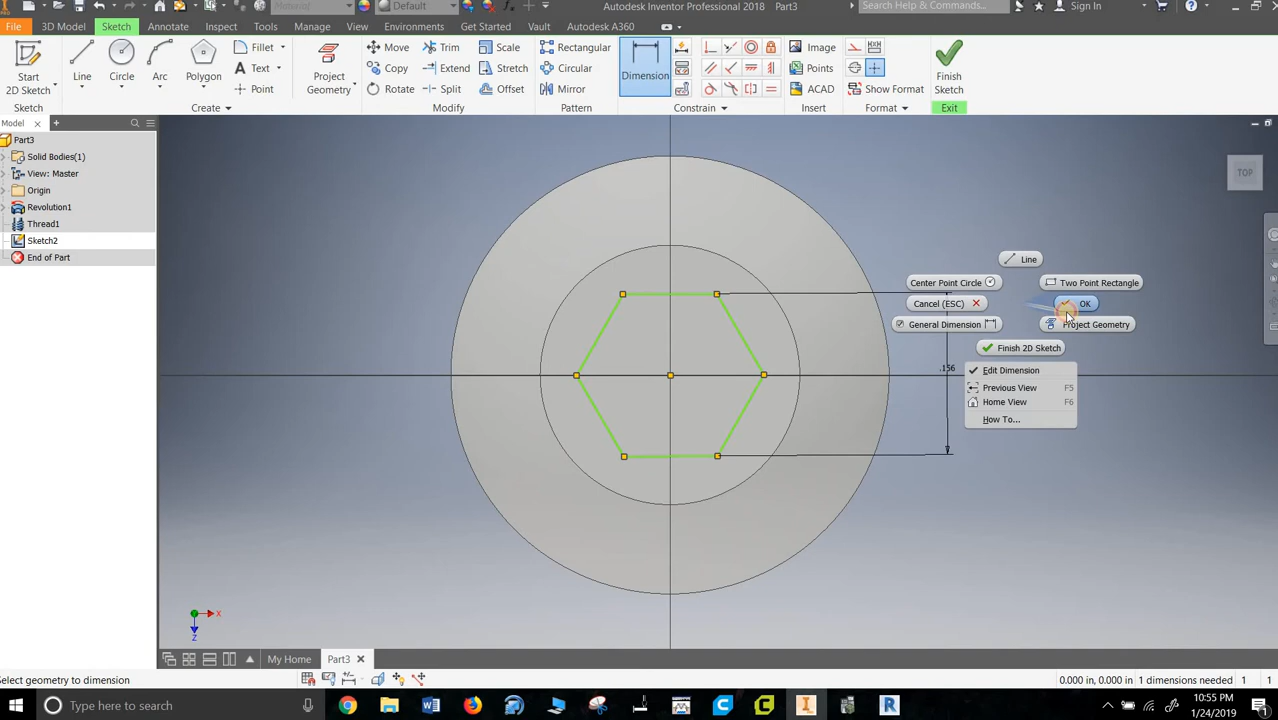 Material
Default
Autodesk Inventor Professional 2018 Part3
Search Help & Commands...
Sign In
File
3D Model
Sketch
Annotate
Inspect
Tools
Manage
View
Environments
Get Started
Vault
Autodesk A360
Start
2D Sketch
Line
Circle
Arc
Polygon
Fillet
Text
Point
Project
Geometry
Move
Copy
Rotate
Trim
Extend
Split
Scale
Stretch
Offset
Rectangular
Circular
Mirror
Dimension
Image
Points
ACAD
Show Format
Finish
Sketch
Sketch
Create
Modify
Pattern
Constrain
Insert
Format
Exit
Model
Part3
Solid Bodies(1)
View: Master
Origin
Revolution1
Thread1
Sketch2
End of Part
TOP
Line
Center Point Circle
Two Point Rectangle
Cancel (ESC)
OK
General Dimension
Project Geometry
Finish 2D Sketch
.156
Edit Dimension
Previous View F5
Home View F6
How To...
X
Z
My Home
Part3
Select geometry to dimension
0.000 in, 0.000 in
1 dimensions needed
1
1
Type here to search
10:55 PM
1/24/2019